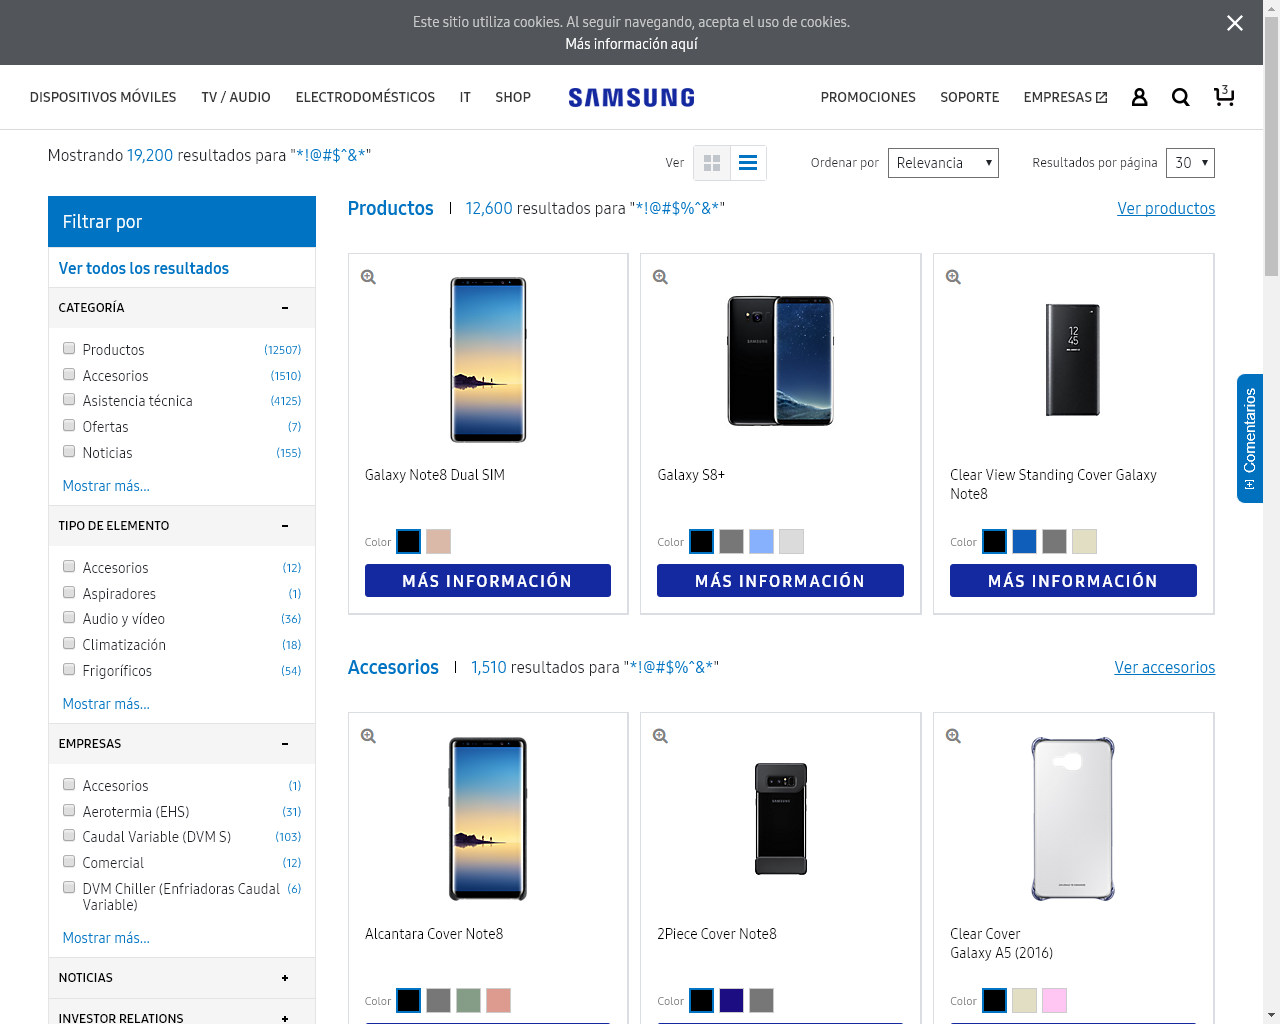 Este sitio utiliza cookies. Al seguir navegando, acepta el uso de cookies.
Más información aquí
DISPOSITIVOS MÓVILES TV / AUDIO ELECTRODOMÉSTICOS IT SHOP SAMSUNG PROMOCIONES SOPORTE EMPRESAS 3
Mostrando 19,200 resultados para "*!@#$^&*"
Ver Ordenar por Relevancia Resultados por página 30
Filtrar por
Ver todos los resultados
CATEGORÍA
Productos (12507)
Accesorios (1510)
Asistencia técnica (4125)
Ofertas (7)
Noticias (155)
Mostrar más...
TIPO DE ELEMENTO
Accesorios (12)
Aspiradores (1)
Audio y vídeo (36)
Climatización (18)
Frigoríficos (54)
Mostrar más...
EMPRESAS
Accesorios (1)
Aerotermia (EHS) (31)
Caudal Variable (DVM S) (103)
Comercial (12)
DVM Chiller (Enfriadoras Caudal (6)
Variable)
Mostrar más...
NOTICIAS
INVESTOR RELATIONS
Productos | 12,600 resultados para "*!@#$%^&*" Ver productos
SAMSUNG
12
45
Galaxy Note8 Dual SIM
Galaxy S8+
Clear View Standing Cover Galaxy
Note8
Color
Color
Color
MÁS INFORMACIÓN
MÁS INFORMACIÓN
MÁS INFORMACIÓN
Accesorios | 1,510 resultados para "*!@#$%^&*" Ver accesorios
SAMSUNG
Alcantara Cover Note8
2Piece Cover Note8
Clear Cover
Galaxy A5 (2016)
Color
Color
Color
[+] Comentarios